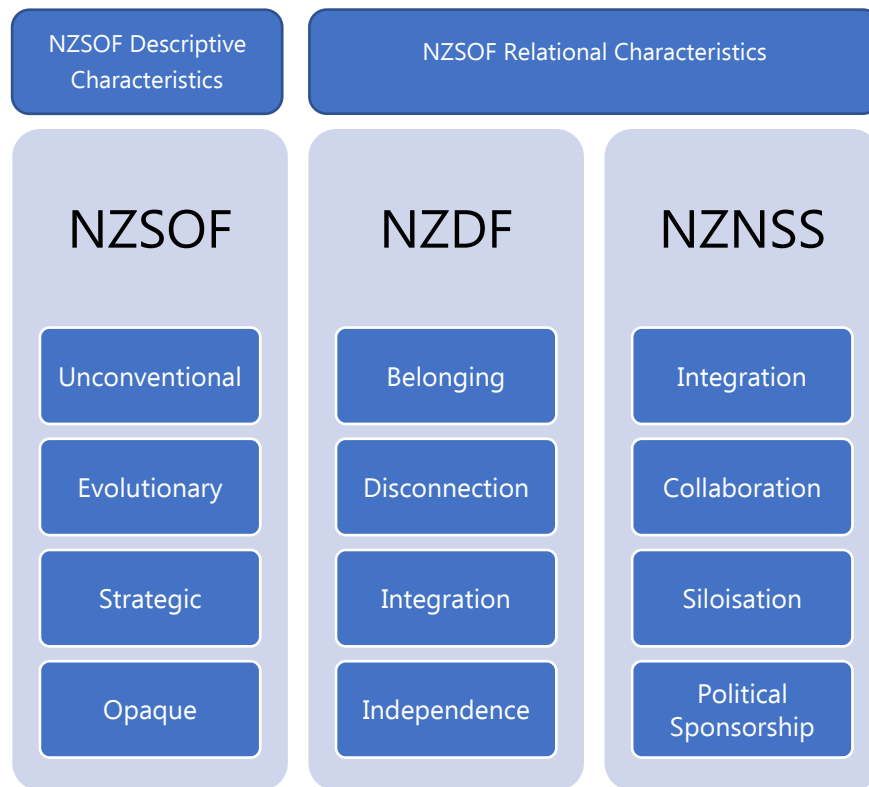 NZSOF Descriptive
Characteristics
NZSOF Relational Characteristics
NZSOF
Unconventional
Evolutionary
Strategic
Opaque
NZDF
Belonging
Disconnection
Integration
Independence
NZNSS
Integration
Collaboration
Siloisation
Political
Sponsorship